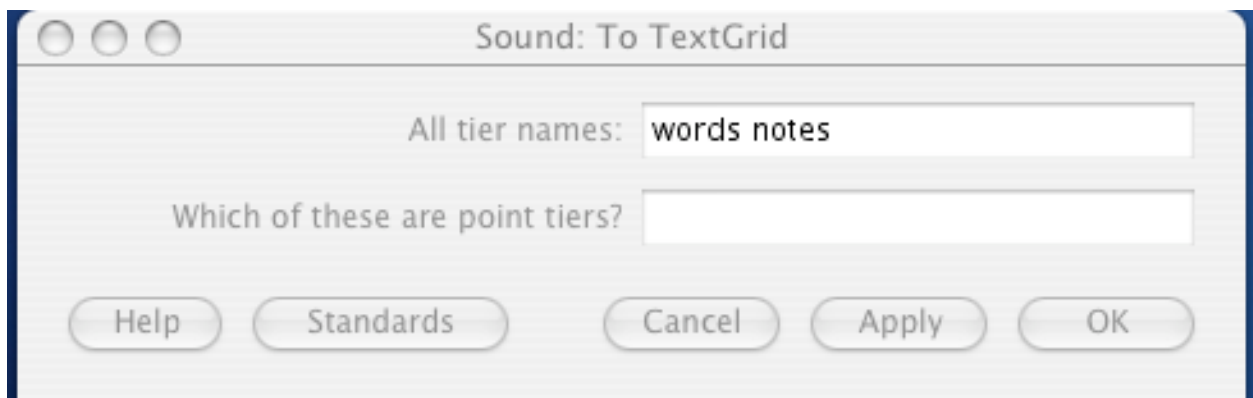 Sound: To TextGrid
All tier names: words notes
Which of these are point tiers?
Help Standards Cancel Apply OK